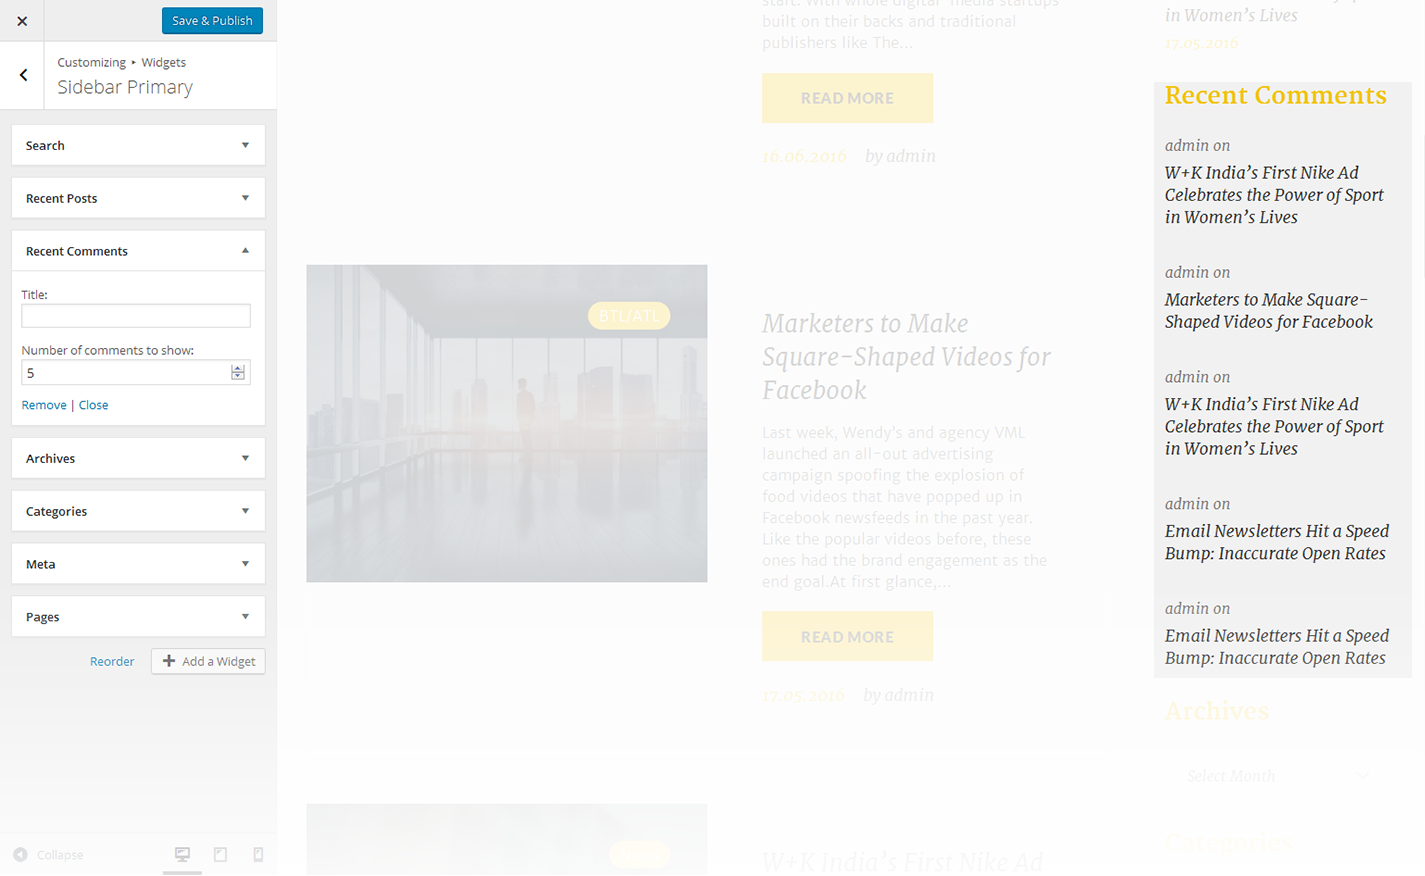 Save & Publish
Customizing ▸ Widgets
Sidebar Primary
Search
Recent Posts
Recent Comments
Title:
Number of comments to show:
5
Remove | Close
Archives
Categories
Meta
Pages
Reorder
Add a Widget
Collapse
start. With whole digital media startups
built on their backs and traditional
publishers like The...
READ MORE
16.06.2016 by admin
BTL/ATL
Marketers to Make
Square-Shaped Videos for
Facebook
Last week, Wendy's and agency VML
launched an all-out advertising
campaign spoofing the explosion of
food videos that have popped up in
Facebook newsfeeds in the past year.
Like the popular videos before, these
ones had the brand engagement as the
end goal.At first glance,...
READ MORE
17.05.2016 by admin
W+K India's First Nike Ad
in Women's Lives
17.05.2016
Recent Comments
admin on
W+K India's First Nike Ad
Celebrates the Power of Sport
in Women's Lives
admin on
Marketers to Make Square-
Shaped Videos for Facebook
admin on
W+K India's First Nike Ad
Celebrates the Power of Sport
in Women's Lives
admin on
Email Newsletters Hit a Speed
Bump: Inaccurate Open Rates
admin on
Email Newsletters Hit a Speed
Bump: Inaccurate Open Rates
Archives
Select Month
Categories